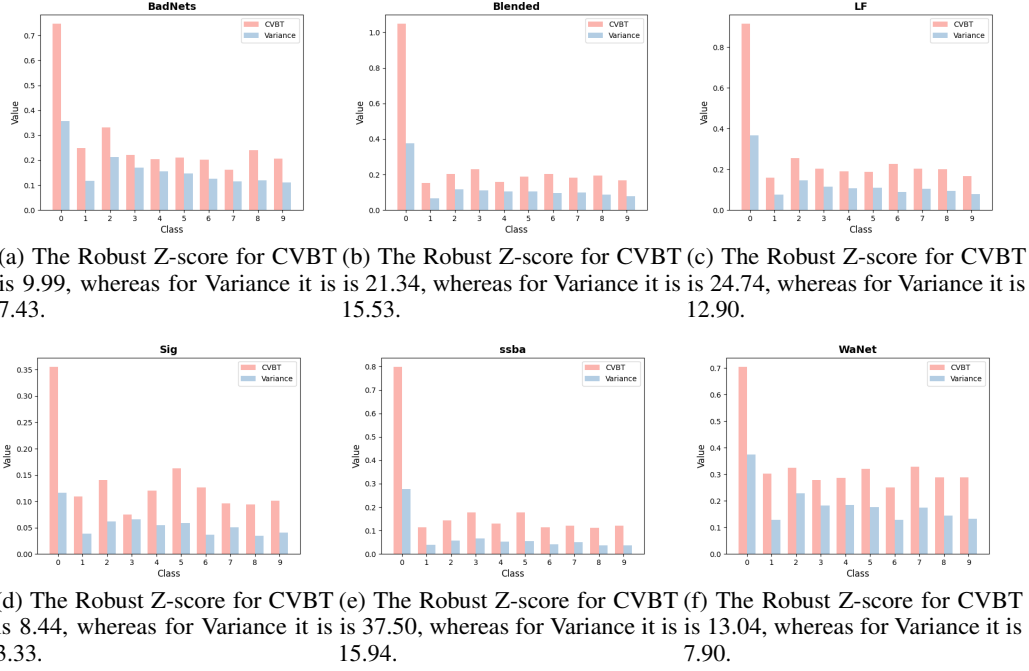 BadNets
CVBT
Variance
0.7
0.6
0.5
0.4
0.3
0.2
0.1
0.0
Value
0 1 2 3 4 5 6 7 8 9
Class
Blended
CVBT
Variance
1.0
0.8
0.6
0.4
0.2
0.0
Value
0 1 2 3 4 5 6 7 8 9
Class
LF
CVBT
Variance
0.8
0.6
0.4
0.2
0.0
Value
0 1 2 3 4 5 6 7 8 9
Class
(a) The Robust Z-score for CVBT
is 9.99, whereas for Variance it is
7.43.
(b) The Robust Z-score for CVBT
is 21.34, whereas for Variance it is
15.53.
(c) The Robust Z-score for CVBT
is 24.74, whereas for Variance it is
12.90.
Sig
CVBT
Variance
0.35
0.30
0.25
0.20
0.15
0.10
0.05
0.00
Value
0 1 2 3 4 5 6 7 8 9
Class
ssba
CVBT
Variance
0.8
0.7
0.6
0.5
0.4
0.3
0.2
0.1
0.0
Value
0 1 2 3 4 5 6 7 8 9
Class
WaNet
CVBT
Variance
0.7
0.6
0.5
0.4
0.3
0.2
0.1
0.0
Value
0 1 2 3 4 5 6 7 8 9
Class
(d) The Robust Z-score for CVBT
is 8.44, whereas for Variance it is
3.33.
(e) The Robust Z-score for CVBT
is 37.50, whereas for Variance it is
15.94.
(f) The Robust Z-score for CVBT
is 13.04, whereas for Variance it is
7.90.